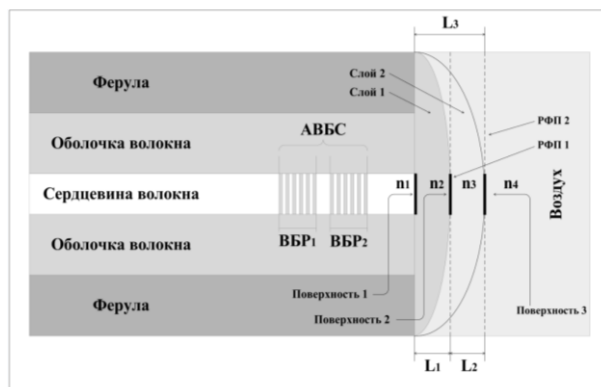 L3
Ферула
Слой 2
Слой 1
Оболочка волокна
АВБС
РФП 2
РФП 1
Сердцевина волокна
n1
n2
n3
n4
Воздух
ВБР1
ВБР2
Оболочка волокна
Поверхность 1
Поверхность 2
Поверхность 3
Ферула
L1
L2